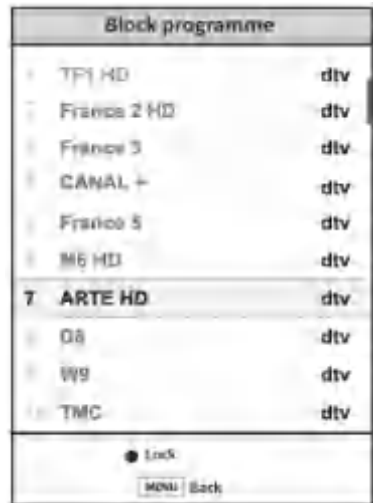 Block programme
TF1 HD dtv
France 2 HD dtv
France 3 dtv
CANAL + dtv
France 5 dtv
M6 HD dtv
7 ARTE HD dtv
D8 dtv
W9 dtv
TMC dtv
Lock
MENU Back